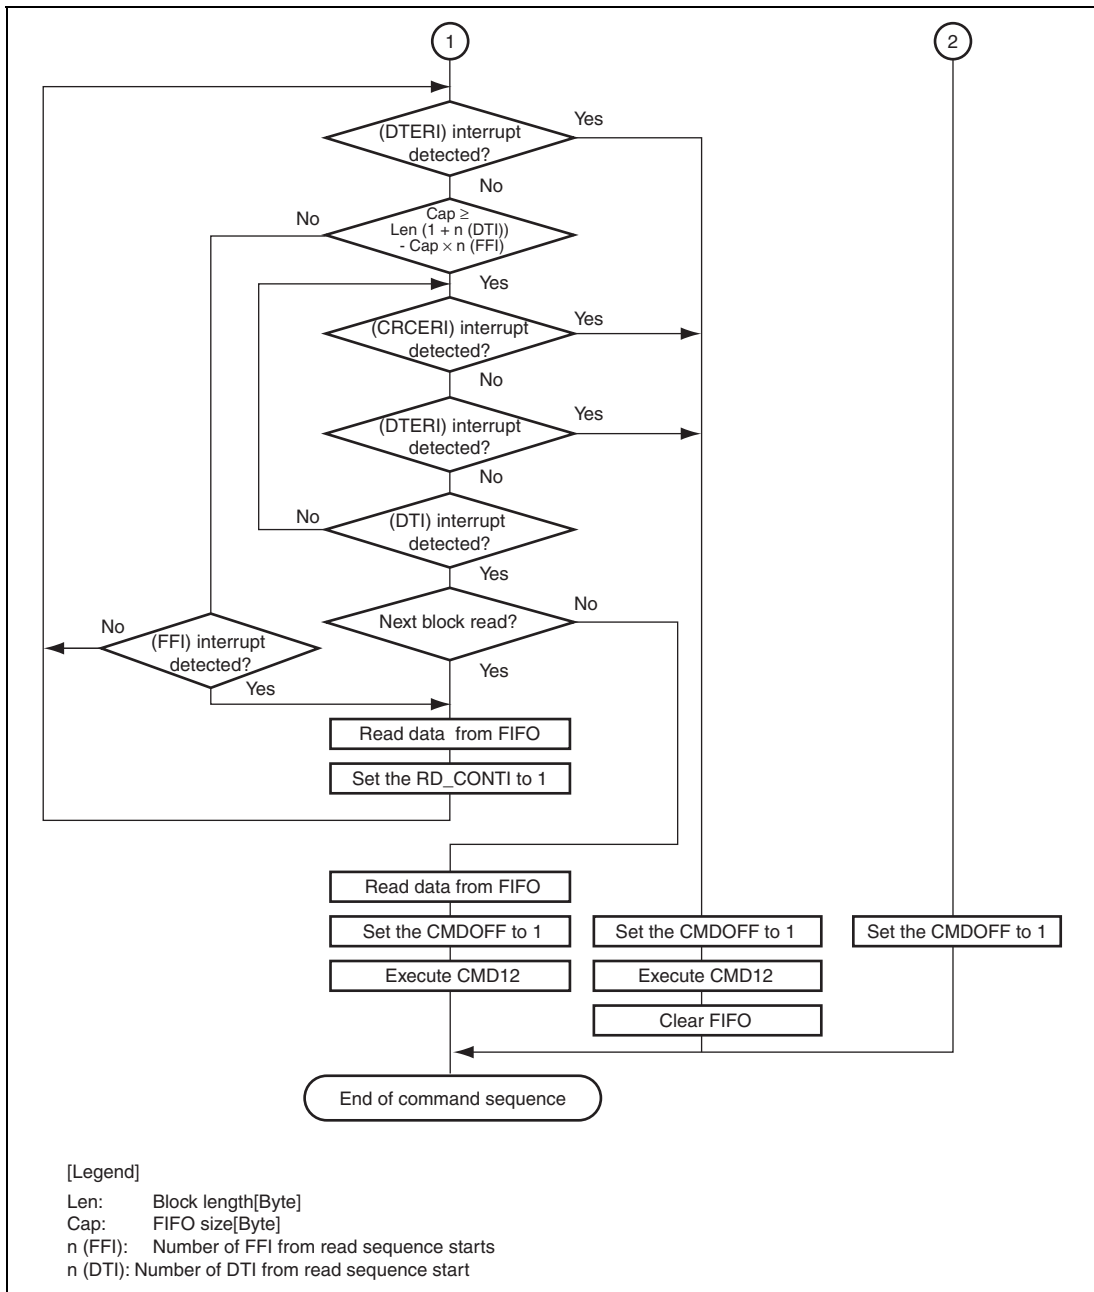 1
2
(DTERI) interrupt
detected?
Yes
No
Cap ≥
Len (1 + n (DTI))
- Cap × n (FFI)
No
Yes
(CRCERI) interrupt
detected?
Yes
No
(DTERI) interrupt
detected?
Yes
No
(DTI) interrupt
detected?
No
Yes
Next block read?
No
Yes
(FFI) interrupt
detected?
No
Yes
Read data from FIFO
Set the RD_CONTI to 1
Read data from FIFO
Set the CMDOFF to 1
Execute CMD12
Set the CMDOFF to 1
Execute CMD12
Clear FIFO
Set the CMDOFF to 1
End of command sequence
[Legend]
Len: Block length[Byte]
Cap: FIFO size[Byte]
n (FFI): Number of FFI from read sequence starts
n (DTI): Number of DTI from read sequence start